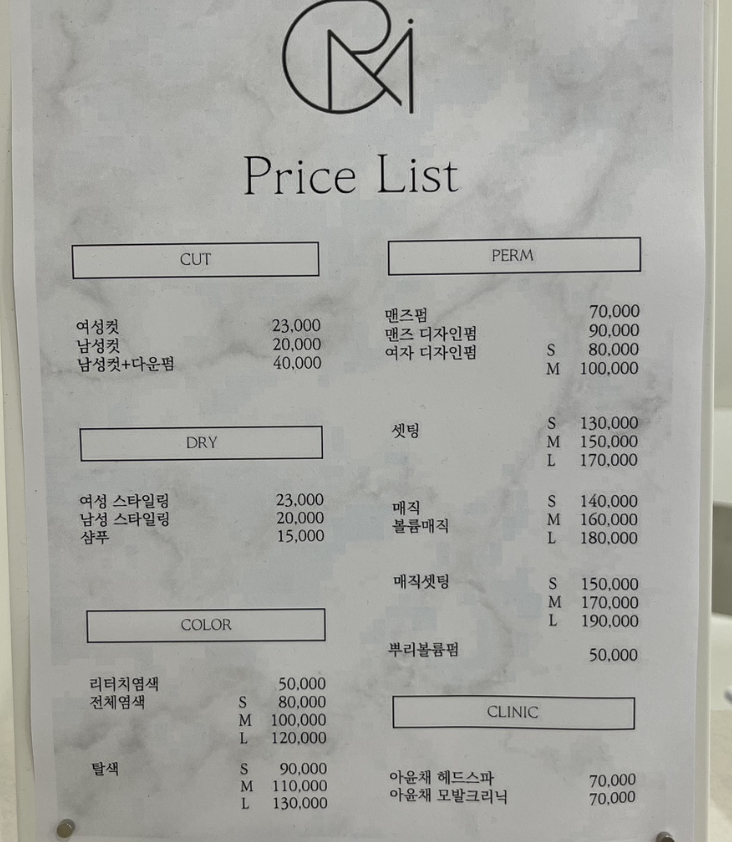 Price List
CUT
여성컷 23,000
남성컷 20,000
남성컷+다운펌 40,000
DRY
여성 스타일링 23,000
남성 스타일링 20,000
샴푸 15,000
COLOR
리터치염색 50,000
전체염색 S 80,000
M 100,000
L 120,000
탈색 S 90,000
M 110,000
L 130,000
PERM
맨즈펌 70,000
맨즈 디자인펌 90,000
여자 디자인펌 S 80,000
M 100,000
셋팅 S 130,000
M 150,000
L 170,000
매직 S 140,000
볼륨매직 M 160,000
L 180,000
매직셋팅 S 150,000
M 170,000
L 190,000
뿌리볼륨펌 50,000
CLINIC
아윤채 헤드스파 70,000
아윤채 모발크리닉 70,000